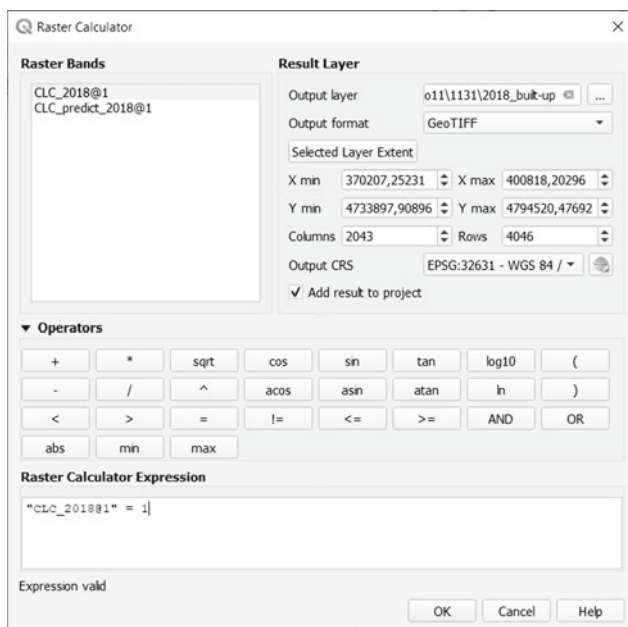 Raster Calculator
Raster Bands
CLC_2018@1
CLC_predict_2018@1
Result Layer
Output layer o11\1131\2018_built-up ...
Output format GeoTIFF
Selected Layer Extent
X min 370207,25231 X max 400818,20296
Y min 4733897,90896 Y max 4794520,47692
Columns 2043 Rows 4046
Output CRS EPSG:32631 - WGS 84 /
Add result to project
Operators
+ * sqrt cos sin tan log10 (
- / ^ acos asin atan ln )
< > = != <= >= AND OR
abs min max
Raster Calculator Expression
"CLC_2018@1" = 1
Expression valid
OK Cancel Help